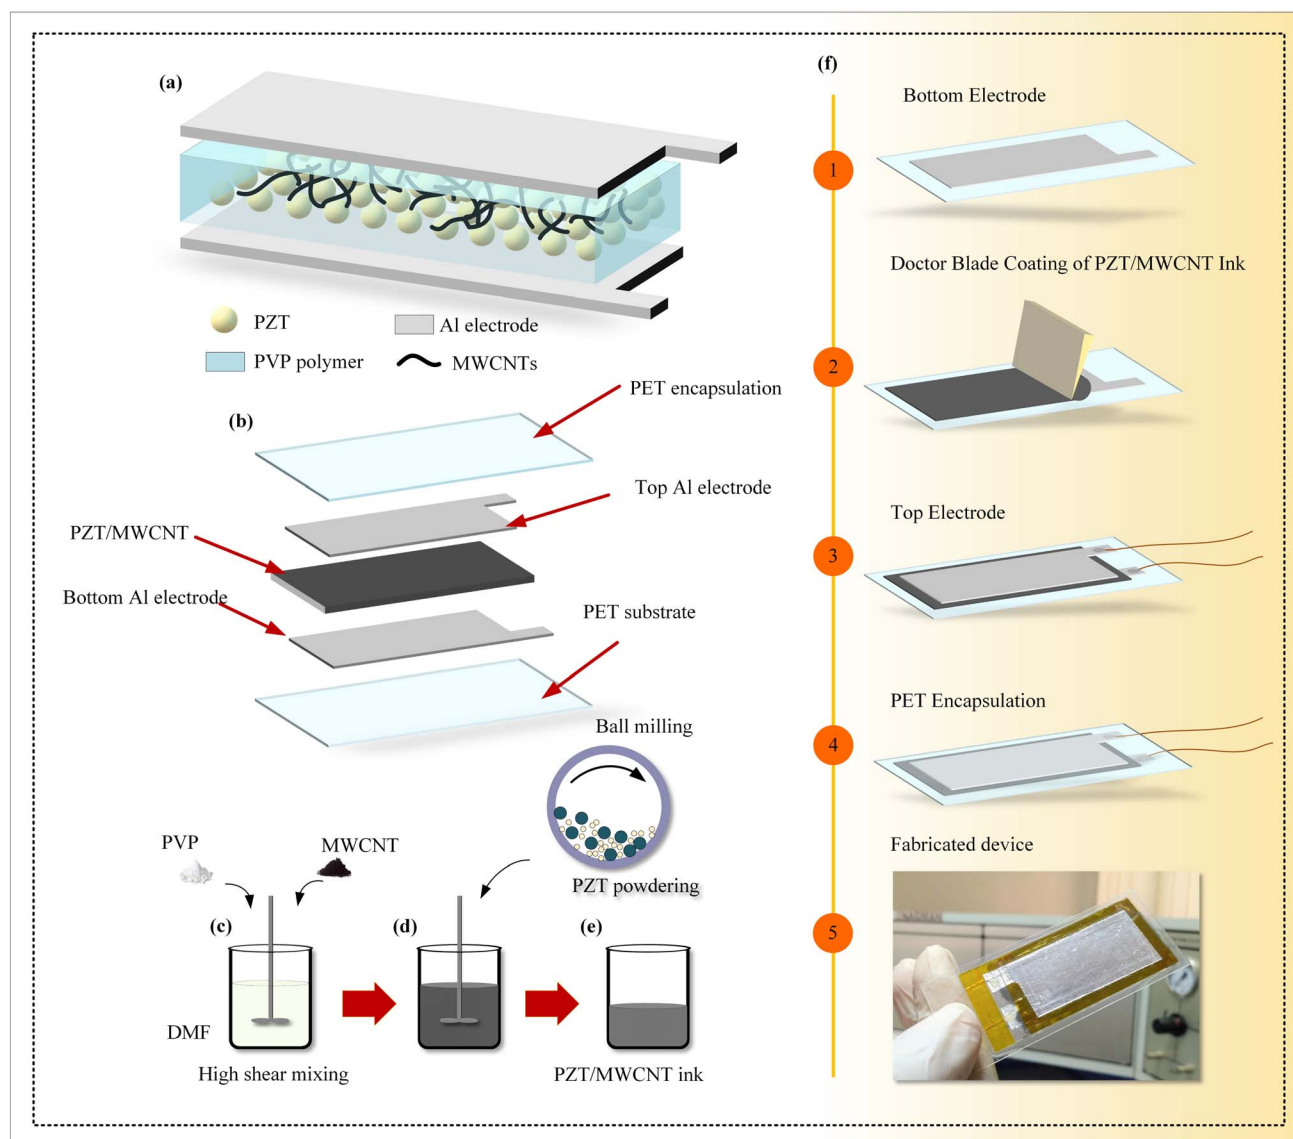 (a)
PZT
Al electrode
PVP polymer
MWCNTs
(b)
PET encapsulation
Top Al electrode
PZT/MWCNT
Bottom Al electrode
PET substrate
Ball milling
PZT powdering
PVP
MWCNT
(c)
(d)
(e)
DMF
High shear mixing
PZT/MWCNT ink
(f)
Bottom Electrode
1
Doctor Blade Coating of PZT/MWCNT Ink
2
Top Electrode
3
PET Encapsulation
4
Fabricated device
5